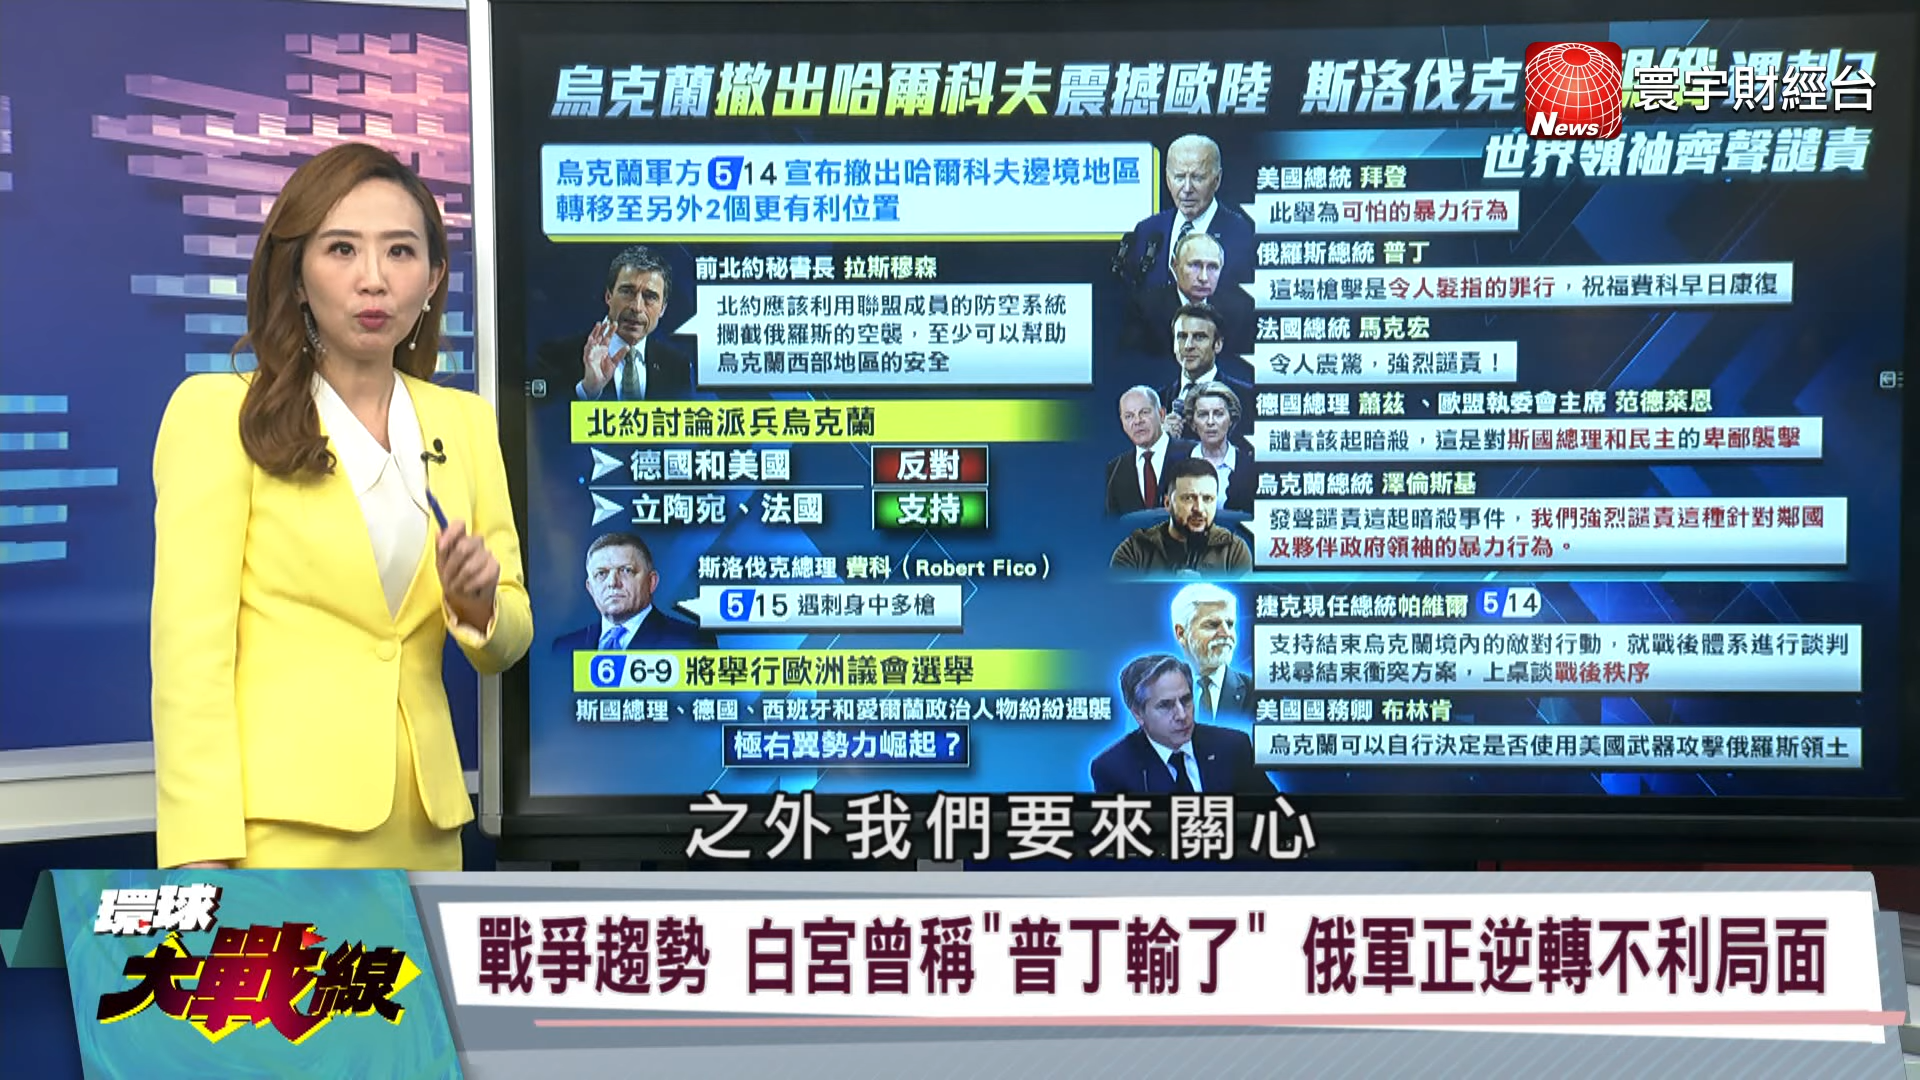 烏克蘭撤出哈爾科夫震撼歐陸 斯洛伐克
世界領袖齊聲譴責
News
寰宇財經台
烏克蘭軍方5/14宣布撤出哈爾科夫邊境地區
轉移至另外2個更有利位置
前北約秘書長 拉斯穆森
北約應該利用聯盟成員的防空系統
攔截俄羅斯的空襲，至少可以幫助
烏克蘭西部地區的安全
北約討論派兵烏克蘭
德國和美國 反對
立陶宛、法國 支持
斯洛伐克總理 費科（Robert Fico）
5/15 遇刺身中多槍
6/6-9 將舉行歐洲議會選舉
斯國總理、德國、西班牙和愛爾蘭政治人物紛紛遇襲
極右翼勢力崛起？
美國總統 拜登
此舉為可怕的暴力行為
俄羅斯總統 普丁
這場槍擊是令人髮指的罪行，祝福費科早日康復
法國總統 馬克宏
令人震驚，強烈譴責！
德國總理 蕭茲、歐盟執委會主席 范德萊恩
譴責該起暗殺，這是對斯國總理和民主的卑鄙襲擊
烏克蘭總統 澤倫斯基
發聲譴責這起暗殺事件，我們強烈譴責這種針對鄰國
及夥伴政府領袖的暴力行為。
捷克現任總統帕維爾 5/14
支持結束烏克蘭境內的敵對行動，就戰後體系進行談判
找尋結束衝突方案，上桌談戰後秩序
美國國務卿 布林肯
烏克蘭可以自行決定是否使用美國武器攻擊俄羅斯領土
之外我們要來關心
環球
大戰線
戰爭趨勢 白宮曾稱"普丁輸了" 俄軍正逆轉不利局面